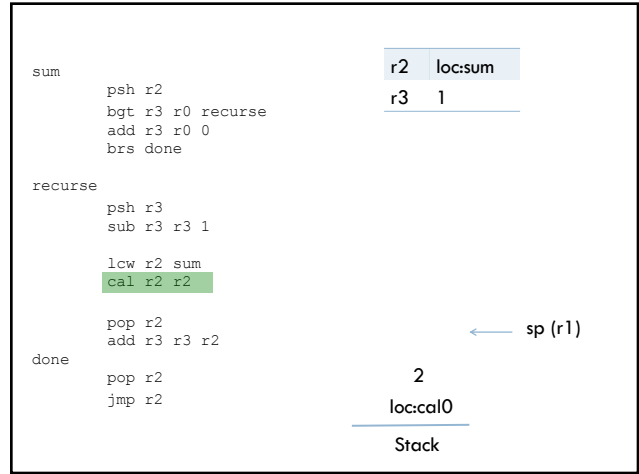 sum
psh r2
bgt r3 r0 recurse
add r3 r0 0
brs done
recurse
psh r3
sub r3 r3 1
lcw r2 sum
cal r2 r2
pop r2
add r3 r3 r2
done
pop r2
jmp r2
r2 loc:sum
r3 1
sp (r1)
2
loc:cal0
Stack